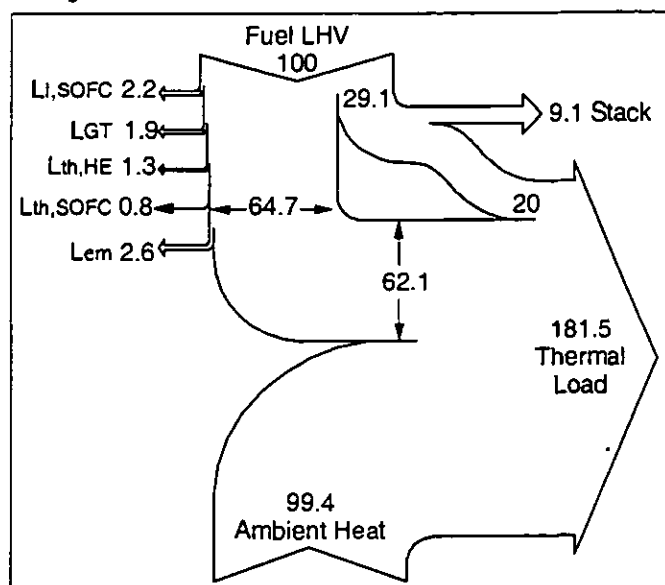 Fuel LHV
100
Ll,SOFC 2.2
29.1
9.1 Stack
LGT 1.9
Lth,HE 1.3
Lth,SOFC 0.8
64.7
20
Lem 2.6
62.1
181.5
Thermal
Load
99.4
Ambient Heat